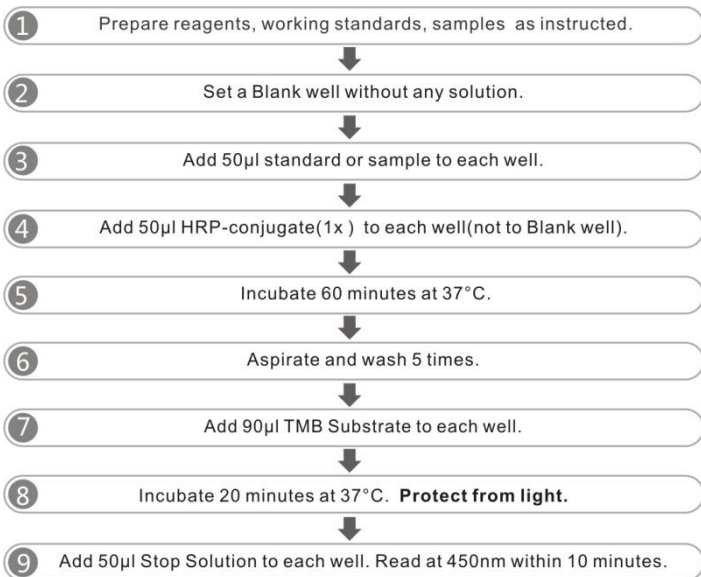 1 Prepare reagents, working standards, samples as instructed.
2 Set a Blank well without any solution.
3 Add 50µl standard or sample to each well.
4 Add 50µl HRP-conjugate(1x ) to each well(not to Blank well).
5 Incubate 60 minutes at 37°C.
6 Aspirate and wash 5 times.
7 Add 90µl TMB Substrate to each well.
8 Incubate 20 minutes at 37°C. Protect from light.
9 Add 50µl Stop Solution to each well. Read at 450nm within 10 minutes.